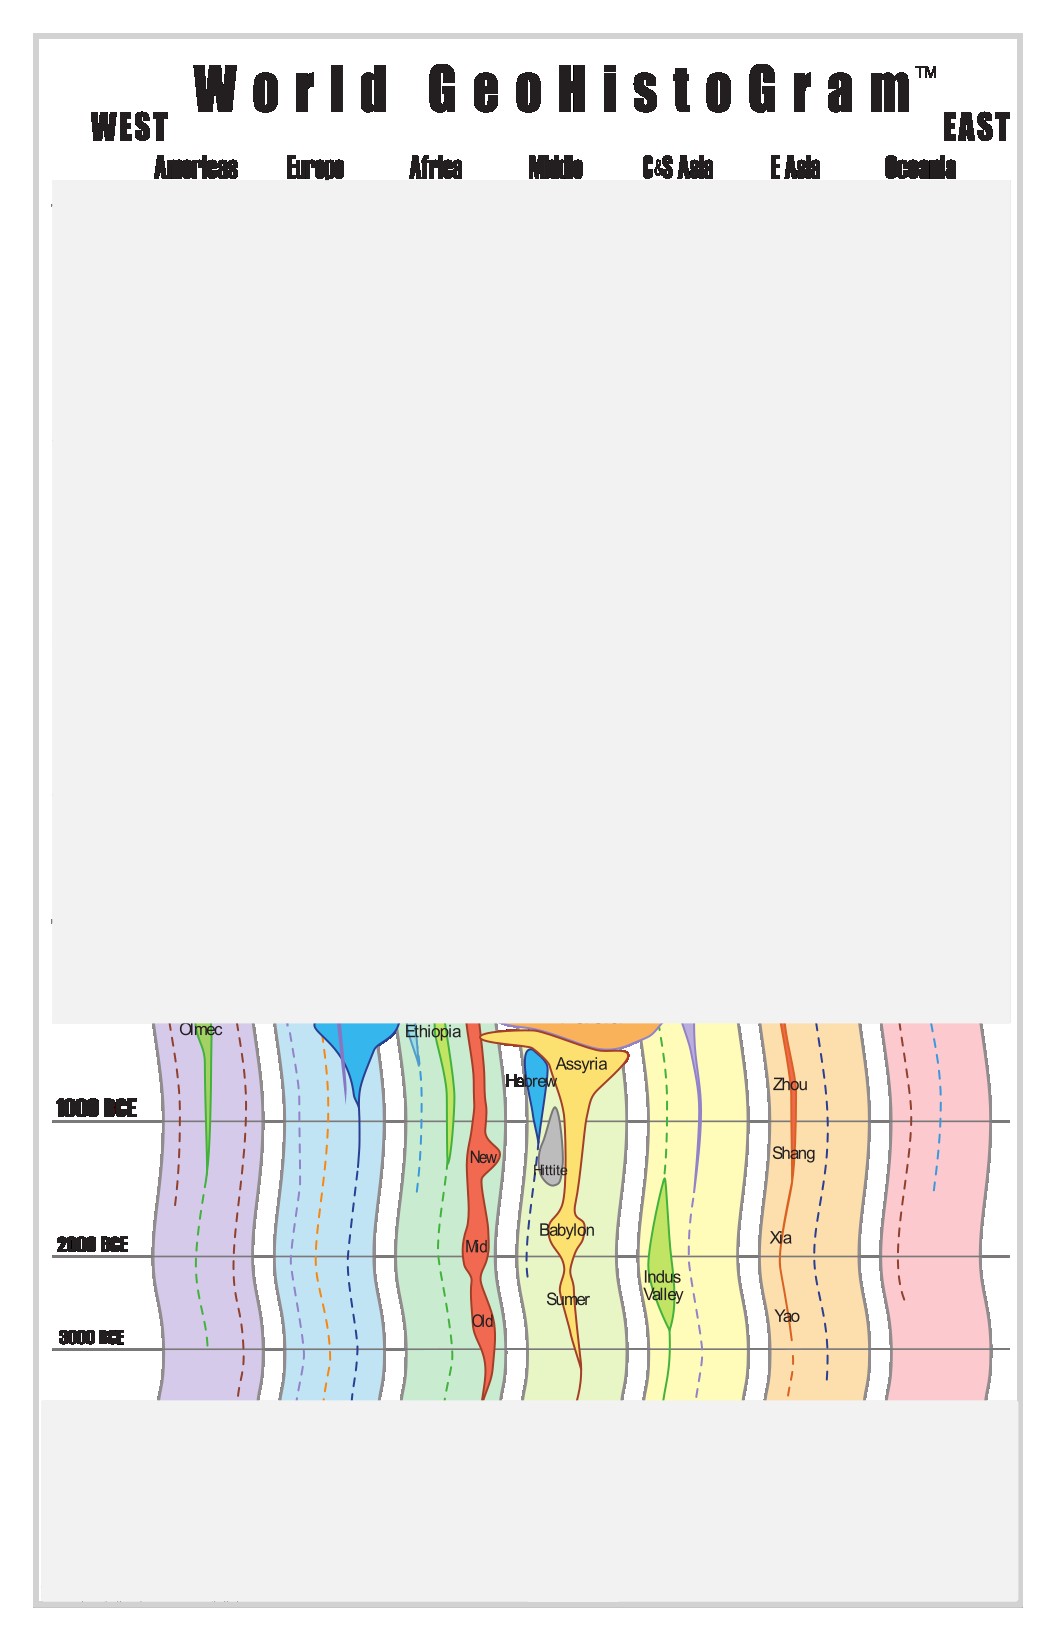 World GeoHistoGram™
WEST
EAST
Americas Europe Africa Middle C&S Asia E Asia Oceania
Olmec
Ethiopia
Assyria
Hebrew
Zhou
1000 BCE
Shang
New
Hittite
Babylon
Xia
2000 BCE
Mid
Indus
Valley
Sumer
Yao
Old
3000 BCE